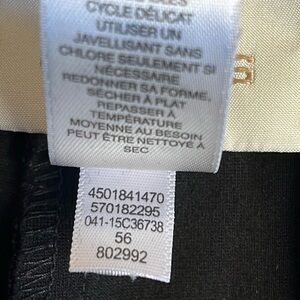 CYCLE DÉLICAT
UTILISER UN
JAVELLISANT SANS
CHLORE SEULEMENT SI
NÉCESSAIRE
REDONNER SA FORME,
SÉCHER À PLAT
REPASSER À
TEMPÉRATURE
MOYENNE AU BESOIN
PEUT ÊTRE NETTOYÉ À
SEC
4501841470
570182295
041-15C36738
56
802992